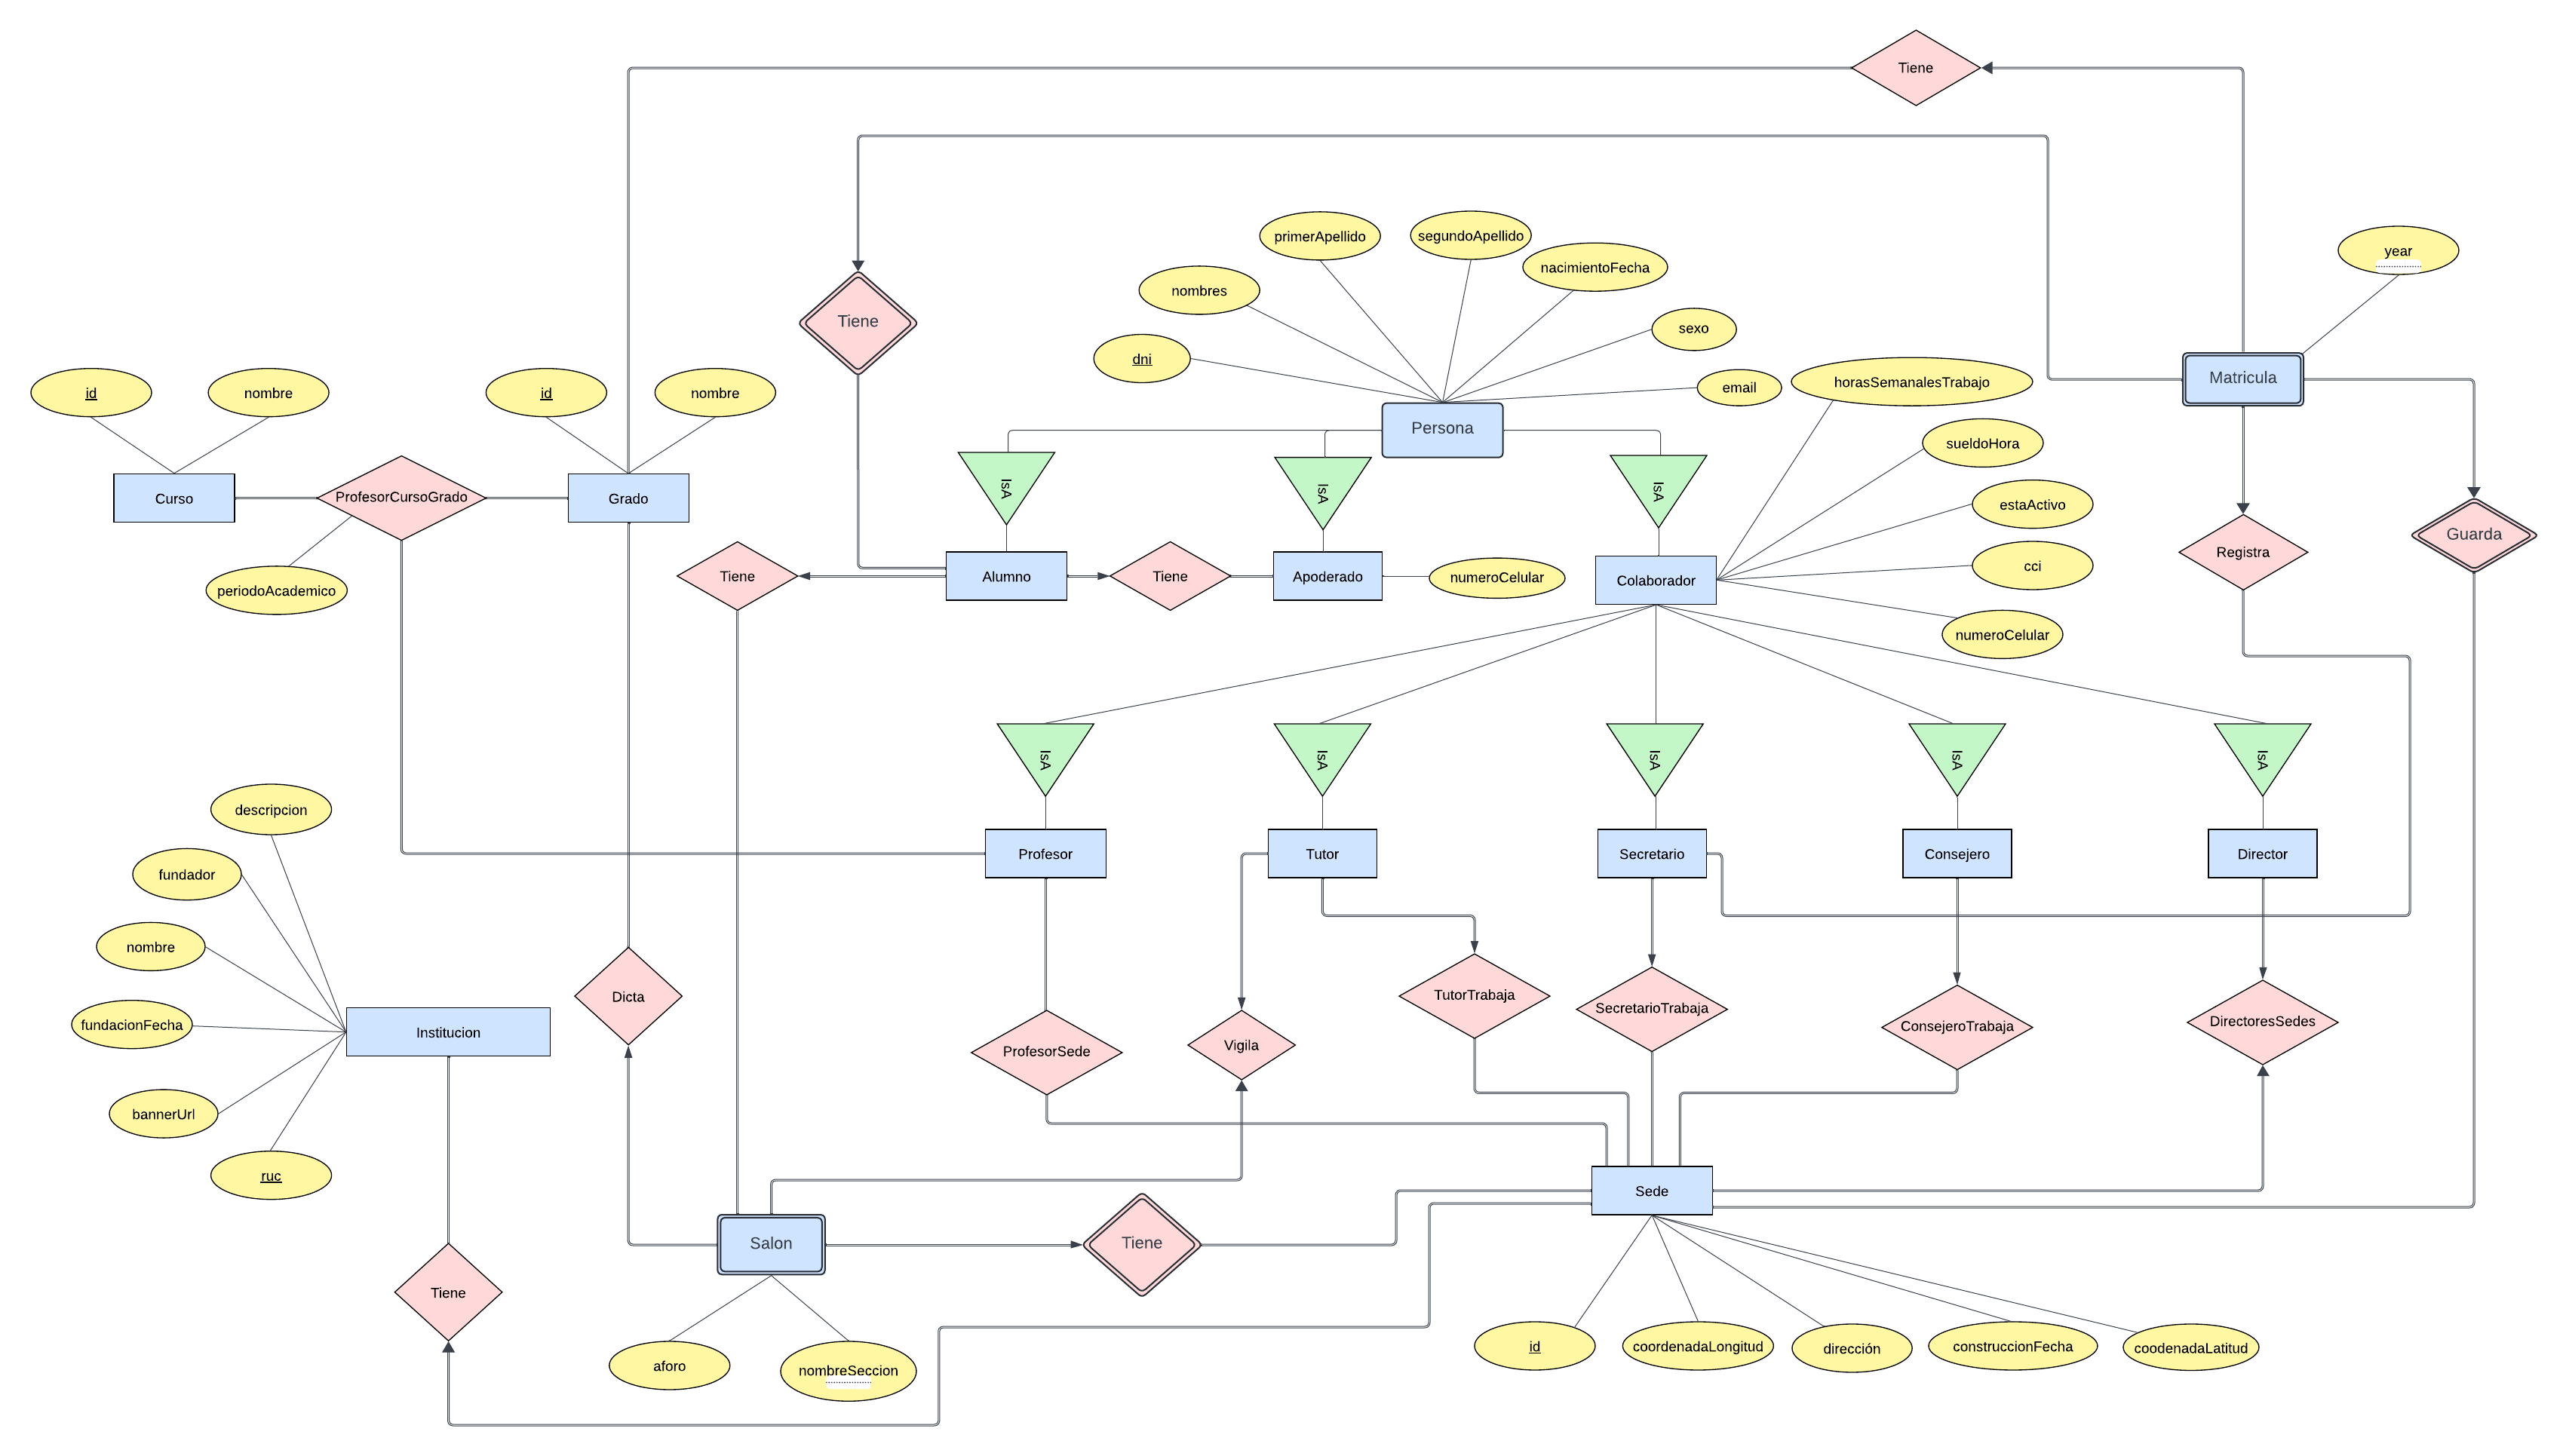 Tiene
primerApellido
segundoApellido
year
nacimientoFecha
nombres
Tiene
sexo
dni
Matricula
horasSemanalesTrabajo
email
id
nombre
id
nombre
Persona
sueldoHora
IsA
IsA
IsA
Curso
ProfesorCursoGrado
Grado
estaActivo
Guarda
Registra
cci
Tiene
Alumno
Tiene
Apoderado
numeroCelular
Colaborador
periodoAcademico
numeroCelular
IsA
IsA
IsA
IsA
IsA
descripcion
Profesor
Tutor
Secretario
Consejero
Director
fundador
nombre
Dicta
TutorTrabaja
SecretarioTrabaja
DirectoresSedes
fundacionFecha
Institucion
ConsejeroTrabaja
Vigila
ProfesorSede
bannerUrl
ruc
Sede
Salon
Tiene
Tiene
id
coordenadaLongitud
dirección
construccionFecha
coodenadaLatitud
aforo
nombreSeccion